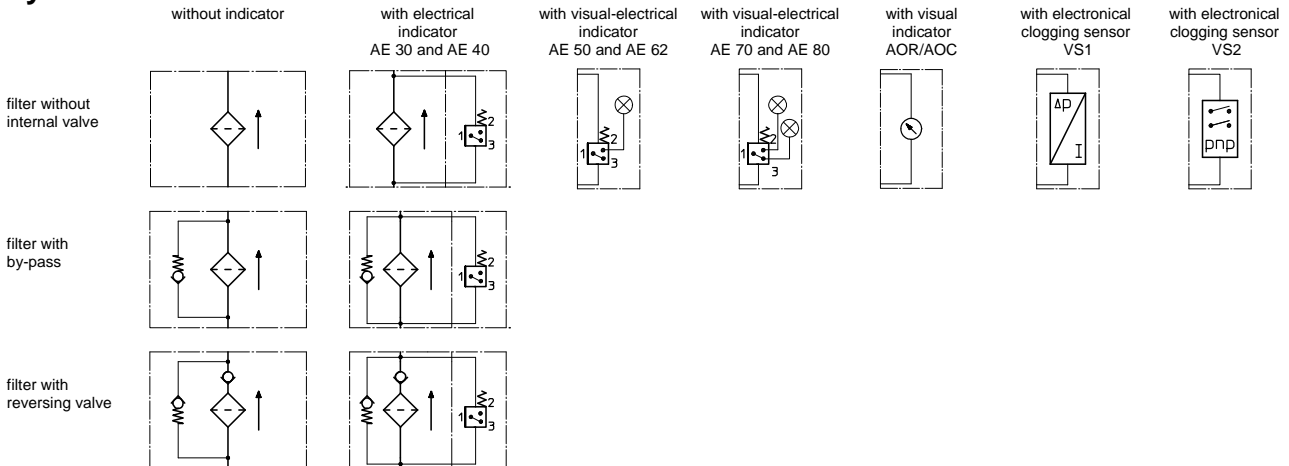 without indicator
with electrical
indicator
AE 30 and AE 40
with visual-electrical
indicator
AE 50 and AE 62
with visual-electrical
indicator
AE 70 and AE 80
with visual
indicator
AOR/AOC
with electronical
clogging sensor
VS1
with electronical
clogging sensor
VS2
filter without
internal valve
1 2
3
1 2
3
1 2
3
Δp
I
pnp
filter with
by-pass
1 2
3
filter with
reversing valve
1 2
3